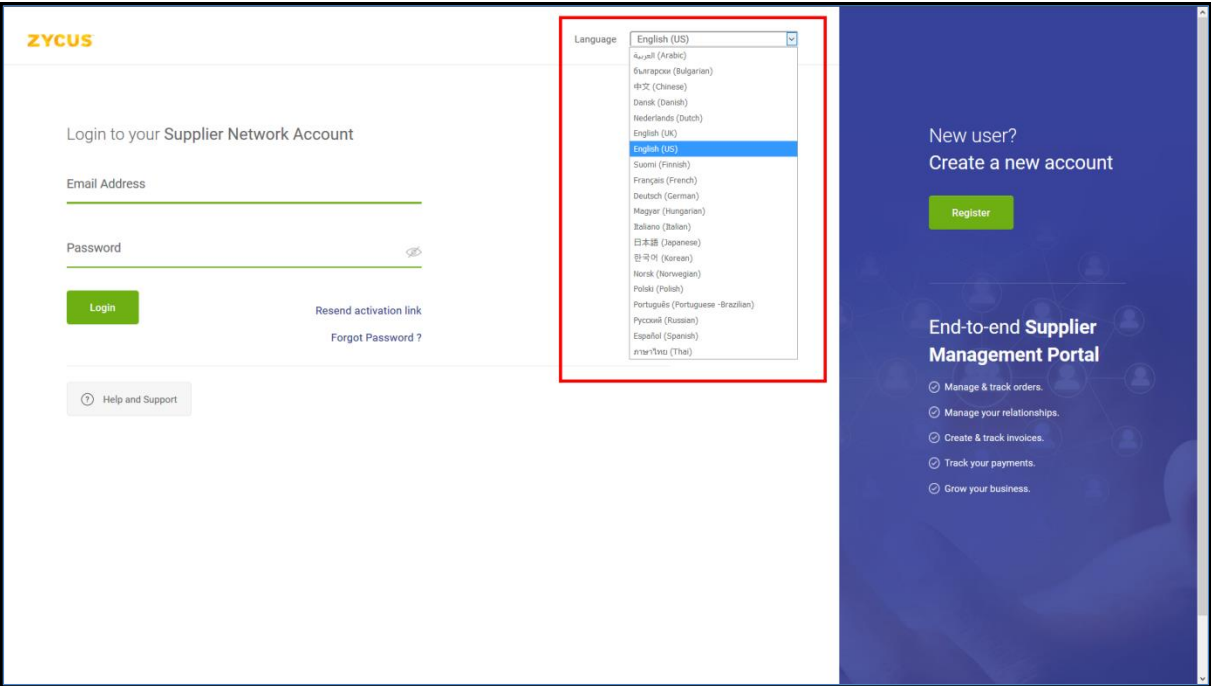 ZYCUS
Language English (US)
العربية (Arabic)
български (Bulgarian)
中文 (Chinese)
Dansk (Danish)
Nederlands (Dutch)
English (UK)
English (US)
Suomi (Finnish)
Français (French)
Deutsch (German)
Magyar (Hungarian)
Italiano (Italian)
日本語 (Japanese)
한국어 (Korean)
Norsk (Norwegian)
Polski (Polish)
Português (Portuguese -Brazilian)
Русский (Russian)
Español (Spanish)
ภาษาไทย (Thai)
Login to your Supplier Network Account
Email Address
Password
Login
Resend activation link
Forgot Password ?
Help and Support
New user?
Create a new account
Register
End-to-end Supplier
Management Portal
Manage & track orders.
Manage your relationships.
Create & track invoices.
Track your payments.
Grow your business.